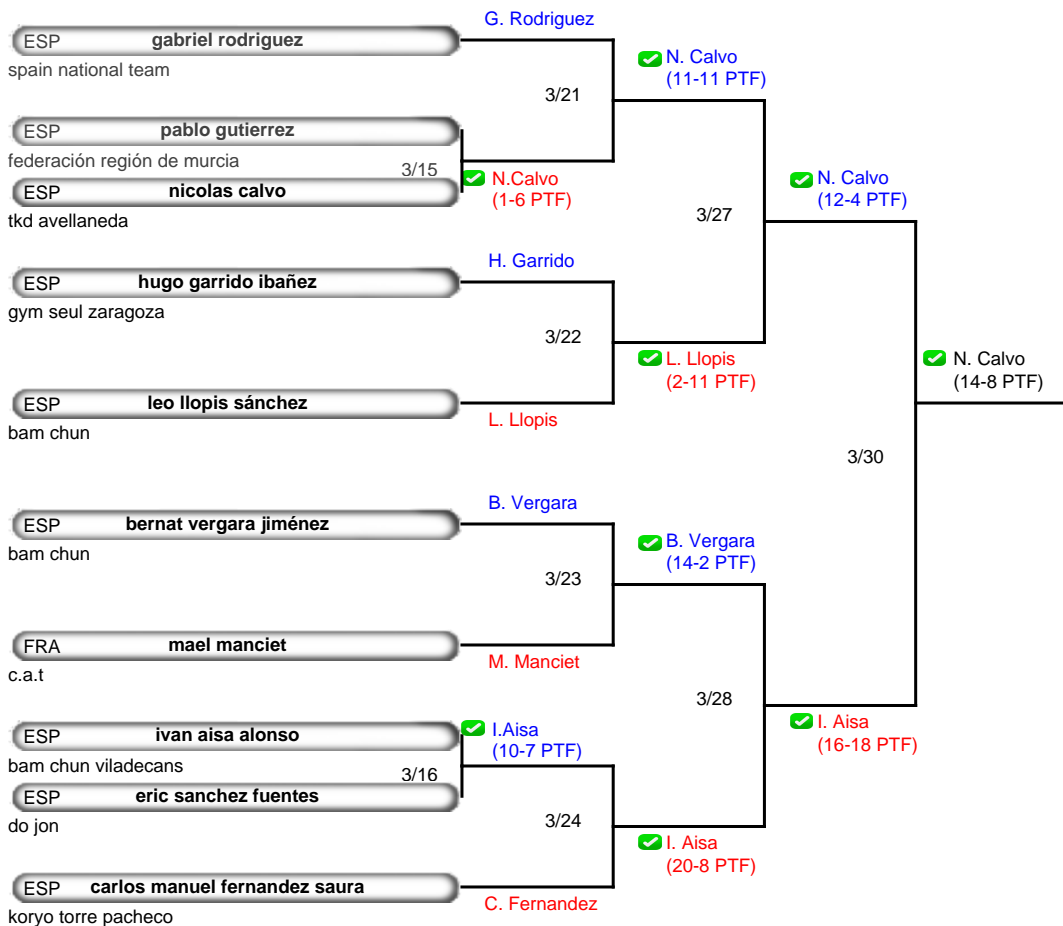 G. Rodriguez
ESP gabriel rodriguez
spain national team
N. Calvo
(11-11 PTF)
3/21
ESP pablo gutierrez
federación región de murcia
3/15
ESP nicolas calvo
tkd avellaneda
N.Calvo
(1-6 PTF)
N. Calvo
(12-4 PTF)
3/27
H. Garrido
ESP hugo garrido ibañez
gym seul zaragoza
3/22
L. Llopis
(2-11 PTF)
N. Calvo
(14-8 PTF)
ESP leo llopis sánchez
bam chun
L. Llopis
3/30
B. Vergara
ESP bernat vergara jiménez
bam chun
B. Vergara
(14-2 PTF)
3/23
FRA mael manciet
c.a.t
M. Manciet
3/28
ESP ivan aisa alonso
bam chun viladecans
I.Aisa
(10-7 PTF)
I. Aisa
(16-18 PTF)
3/16
ESP eric sanchez fuentes
do jon
3/24
I. Aisa
(20-8 PTF)
ESP carlos manuel fernandez saura
koryo torre pacheco
C. Fernandez